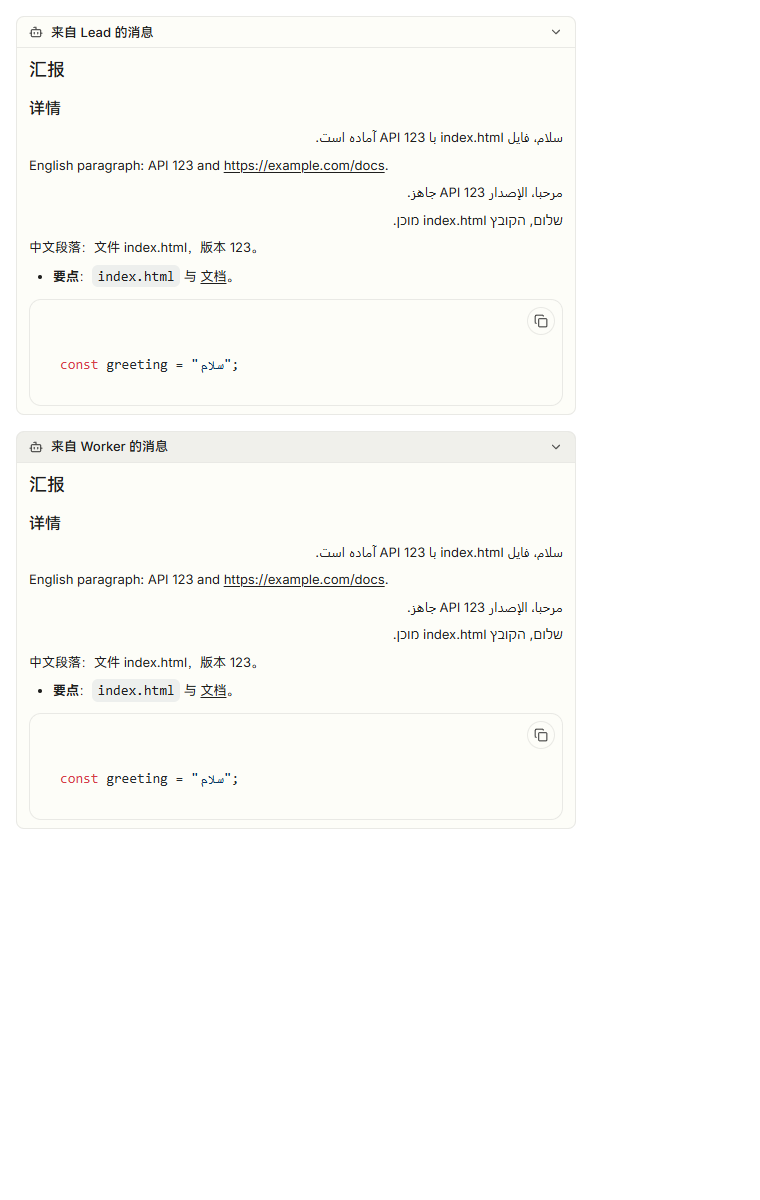 来自 Lead 的消息
汇报
详情
سلام، فایل index.html با API 123 آماده است.
English paragraph: API 123 and https://example.com/docs.
مرحبا، الإصدار API 123 جاهز.
שלום, הקובץ index.html מוכן.
中文段落：文件 index.html，版本 123。
• 要点： index.html 与 文档。
const greeting = "سلام";
来自 Worker 的消息
汇报
详情
سلام، فایل index.html با API 123 آماده است.
English paragraph: API 123 and https://example.com/docs.
مرحبا، الإصدار API 123 جاهز.
שלום, הקובץ index.html מוכן.
中文段落：文件 index.html，版本 123。
• 要点： index.html 与 文档。
const greeting = "سلام";